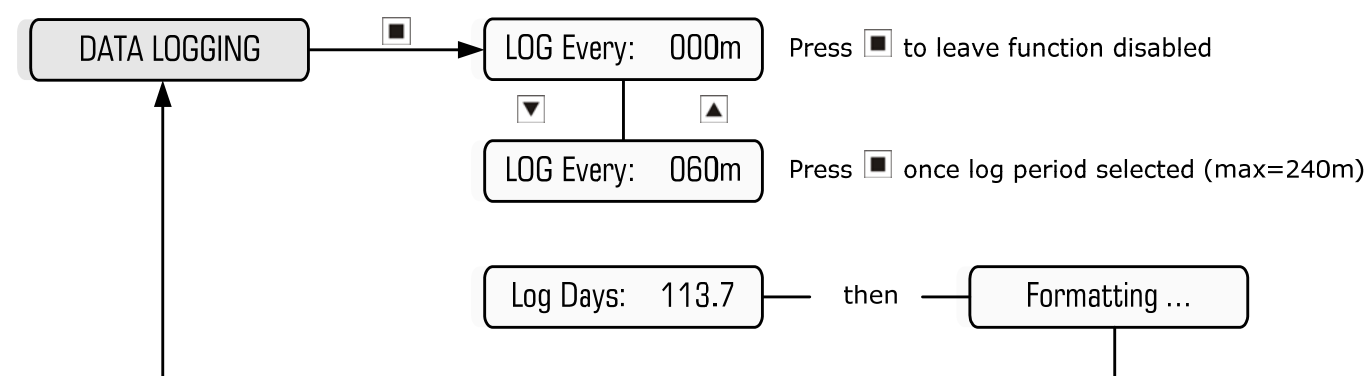 DATA LOGGING
LOG Every: 000m
Press to leave function disabled
LOG Every: 060m
Press once log period selected (max=240m)
Log Days: 113.7
then
Formatting ...